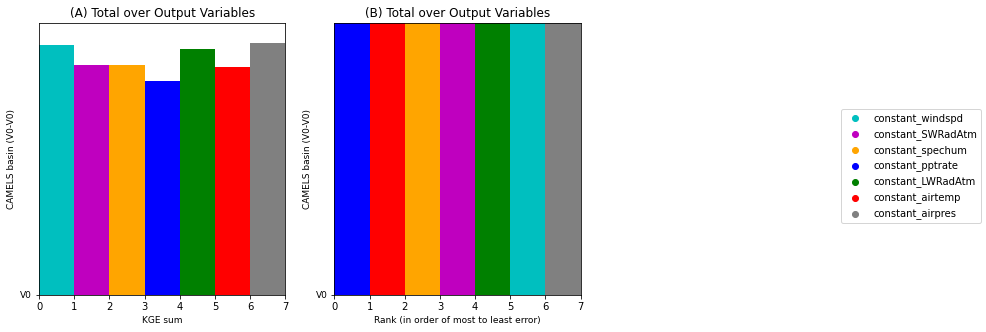 (A) Total over Output Variables
CAMELS basin (V0-V0)
V0
0 1 2 3 4 5 6 7
KGE sum
(B) Total over Output Variables
CAMELS basin (V0-V0)
V0
0 1 2 3 4 5 6 7
Rank (in order of most to least error)
constant_windspd
constant_SWRadAtm
constant_spechum
constant_pptrate
constant_LWRadAtm
constant_airtemp
constant_airpres